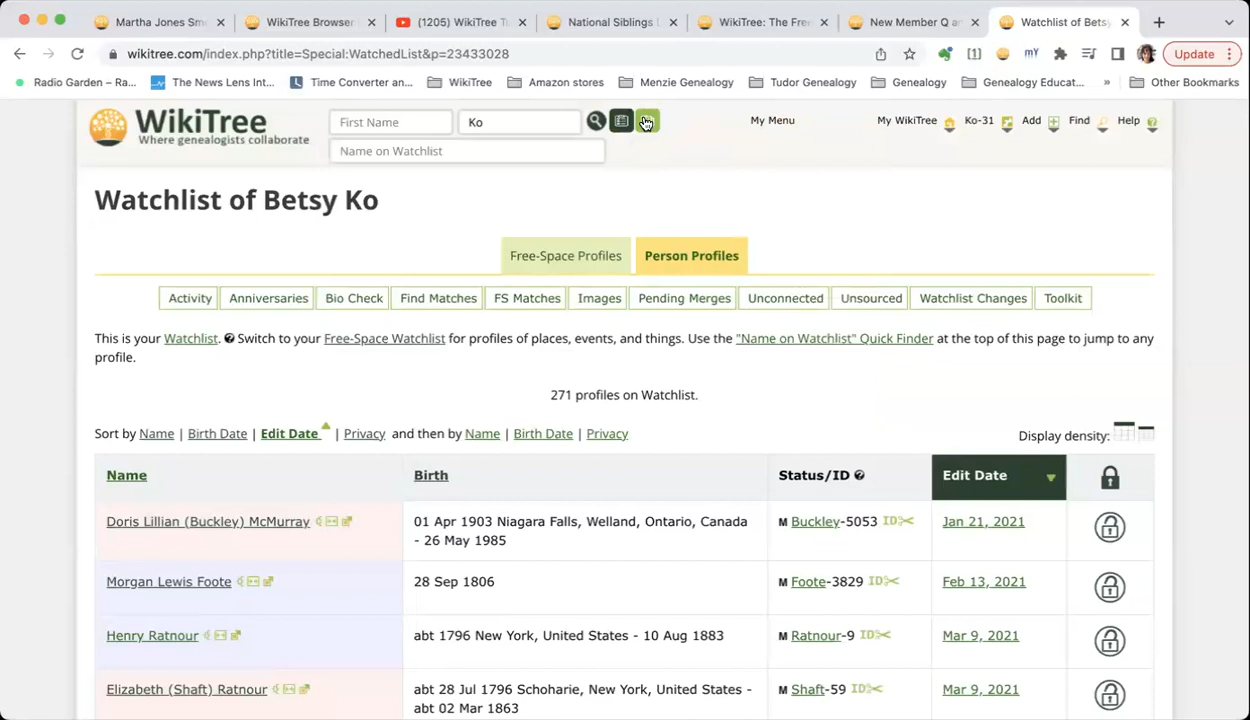 Martha Jones Sm
WikiTree Browser
(1205) WikiTree T
National Siblings
WikiTree: The Fre
New Member Q a
Watchlist of Betsy
wikitree.com/index.php?title=Special:WatchedList&p=23433028
Update
Radio Garden – Ra...
The News Lens Int...
Time Converter an...
WikiTree
Amazon stores
Menzie Genealogy
Tudor Genealogy
Genealogy
Genealogy Educat...
»
Other Bookmarks
WikiTree
Where genealogists collaborate
First Name
Ko
Name on Watchlist
My Menu
My WikiTree
Ko-31
Add
Find
Help
Watchlist of Betsy Ko
Free-Space Profiles
Person Profiles
Activity
Anniversaries
Bio Check
Find Matches
FS Matches
Images
Pending Merges
Unconnected
Unsourced
Watchlist Changes
Toolkit
This is your Watchlist. Switch to your Free-Space Watchlist for profiles of places, events, and things. Use the "Name on Watchlist" Quick Finder at the top of this page to jump to any
profile.
271 profiles on Watchlist.
Sort by Name | Birth Date | Edit Date | Privacy and then by Name | Birth Date | Privacy
Display density:
Name
Birth
Status/ID
Edit Date
Doris Lillian (Buckley) McMurray
01 Apr 1903 Niagara Falls, Welland, Ontario, Canada
- 26 May 1985
M Buckley-5053 ID
Jan 21, 2021
Morgan Lewis Foote
28 Sep 1806
M Foote-3829 ID
Feb 13, 2021
Henry Ratnour
abt 1796 New York, United States - 10 Aug 1883
M Ratnour-9 ID
Mar 9, 2021
Elizabeth (Shaft) Ratnour
abt 28 Jul 1796 Schoharie, New York, United States -
abt 02 Mar 1863
M Shaft-59 ID
Mar 9, 2021